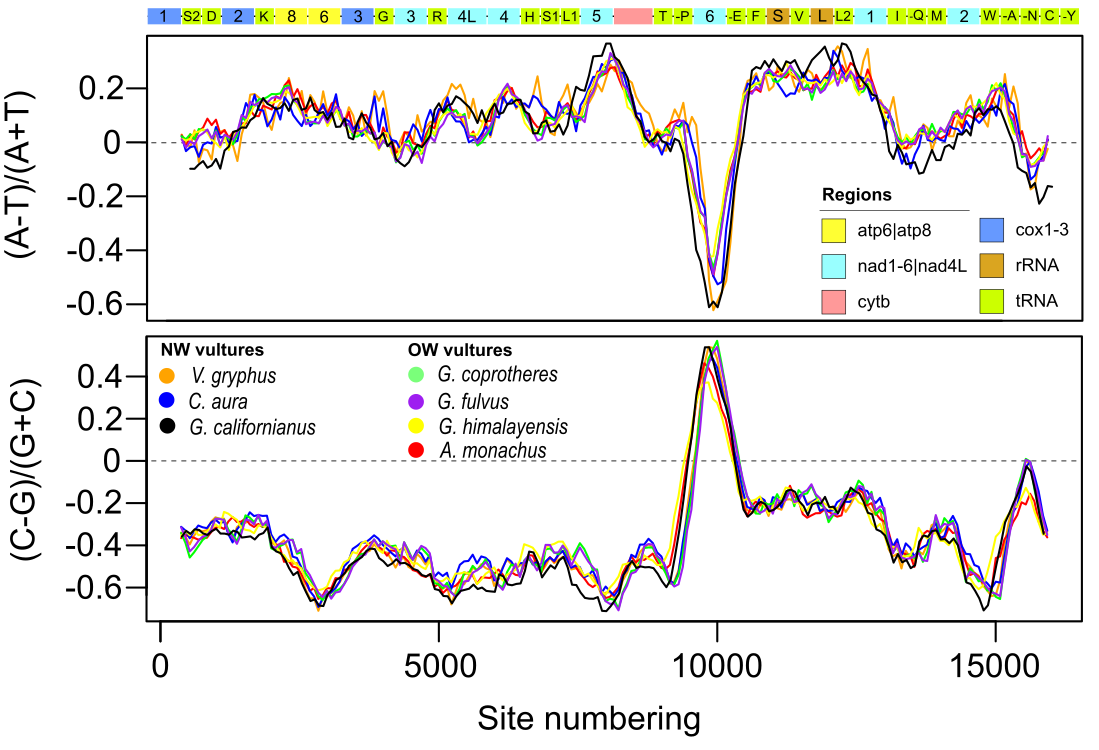 1 S2 D 2 K 8 6 3 G 3 R 4L 4 H S1 L1 5 T -P 6 -E F S V L L2 1 I -Q M 2 W -A -N -C -Y
(A-T)/(A+T)
0.2
0
-0.2
-0.4
-0.6
Regions
atp6|atp8
cox1-3
nad1-6|nad4L
rRNA
cytb
tRNA
(C-G)/(G+C)
0.4
0.2
0
-0.2
-0.4
-0.6
NW vultures
V. gryphus
C. aura
G. californianus
OW vultures
G. coprotheres
G. fulvus
G. himalayensis
A. monachus
0 5000 10000 15000
Site numbering